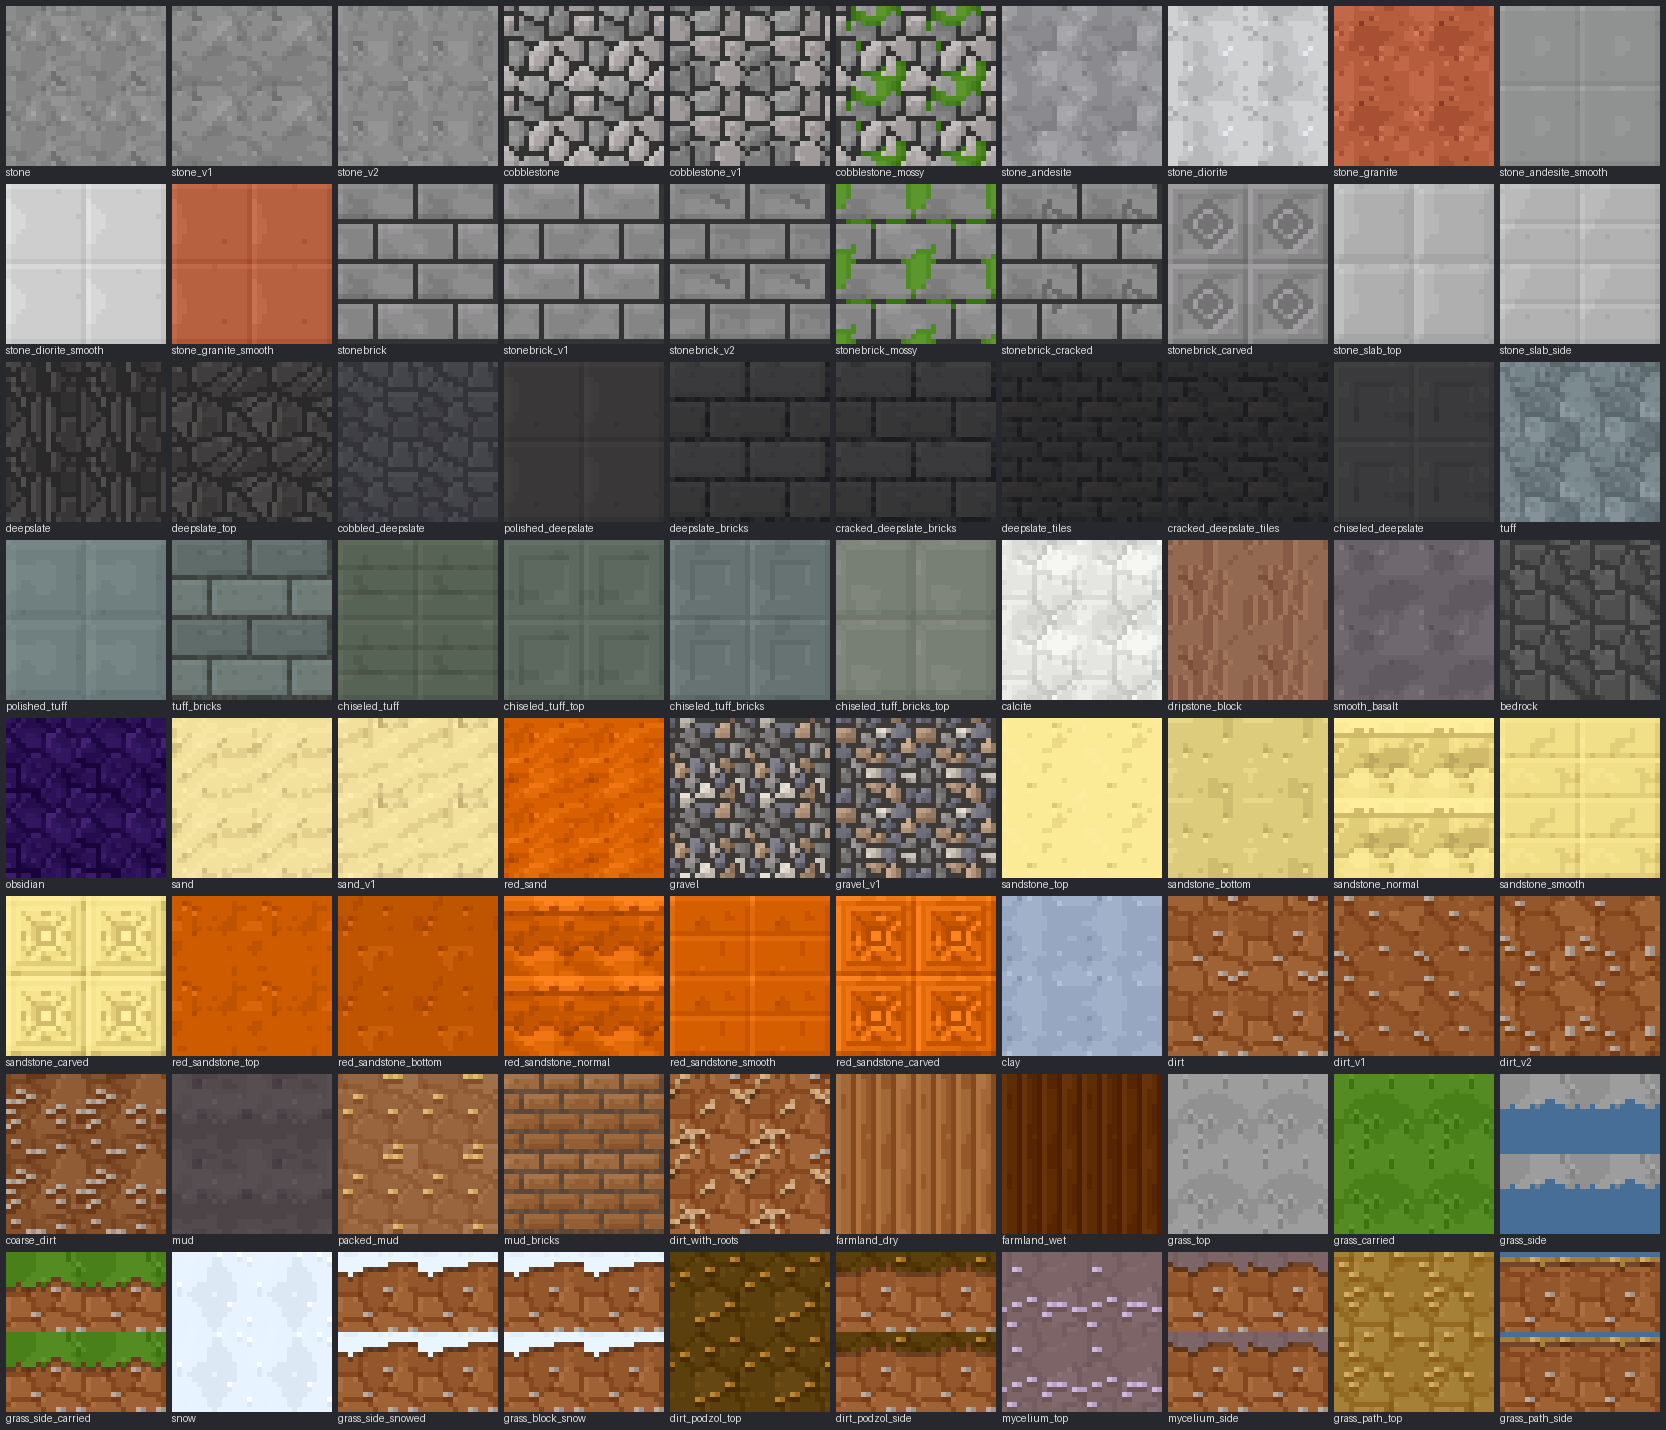 stone stone_v1 stone_v2 cobblestone cobblestone_v1 cobblestone_mossy stone_andesite stone_diorite stone_granite stone_andesite_smooth
stone_diorite_smooth stone_granite_smooth stonebrick stonebrick_v1 stonebrick_v2 stonebrick_mossy stonebrick_cracked stonebrick_carved stone_slab_top stone_slab_side
deepslate deepslate_top cobbled_deepslate polished_deepslate deepslate_bricks cracked_deepslate_bricks deepslate_tiles cracked_deepslate_tiles chiseled_deepslate tuff
polished_tuff tuff_bricks chiseled_tuff chiseled_tuff_top chiseled_tuff_bricks chiseled_tuff_bricks_top calcite dripstone_block smooth_basalt bedrock
obsidian sand sand_v1 red_sand gravel gravel_v1 sandstone_top sandstone_bottom sandstone_normal sandstone_smooth
sandstone_carved red_sandstone_top red_sandstone_bottom red_sandstone_normal red_sandstone_smooth red_sandstone_carved clay dirt dirt_v1 dirt_v2
coarse_dirt mud packed_mud mud_bricks dirt_with_roots farmland_dry farmland_wet grass_top grass_carried grass_side
grass_side_carried snow grass_side_snowed grass_block_snow dirt_podzol_top dirt_podzol_side mycelium_top mycelium_side grass_path_top grass_path_side